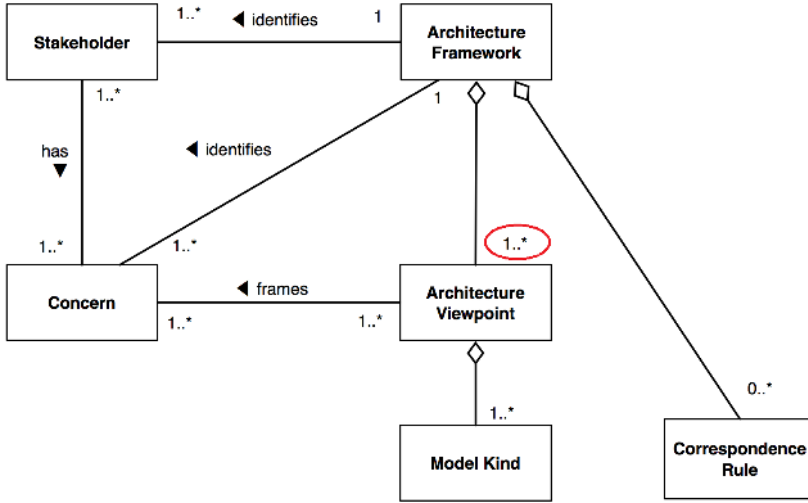 1..*
◀ identifies
1
Stakeholder
Architecture
Framework
1..*
1
has
▼
◀ identifies
1..*
1..*
1..*
Concern
◀ frames
Architecture
Viewpoint
1..*
1..*
1..*
0..*
Model Kind
Correspondence
Rule